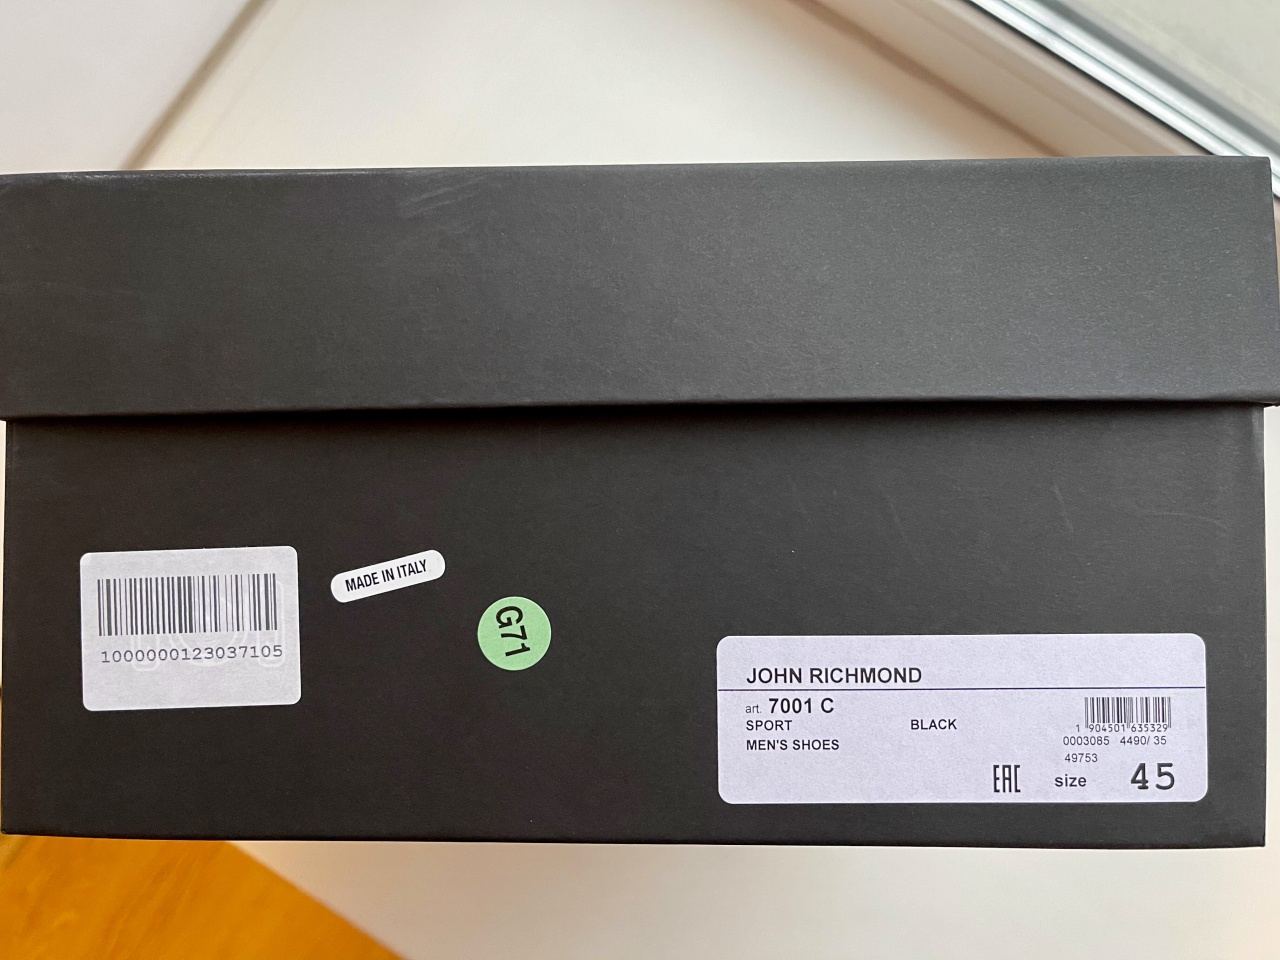 1000000123037105
MADE IN ITALY
G71
JOHN RICHMOND
art. 7001 C
SPORT BLACK
MEN'S SHOES
1 904501 635329
0003085 4490/ 35
49753
EAC size 45